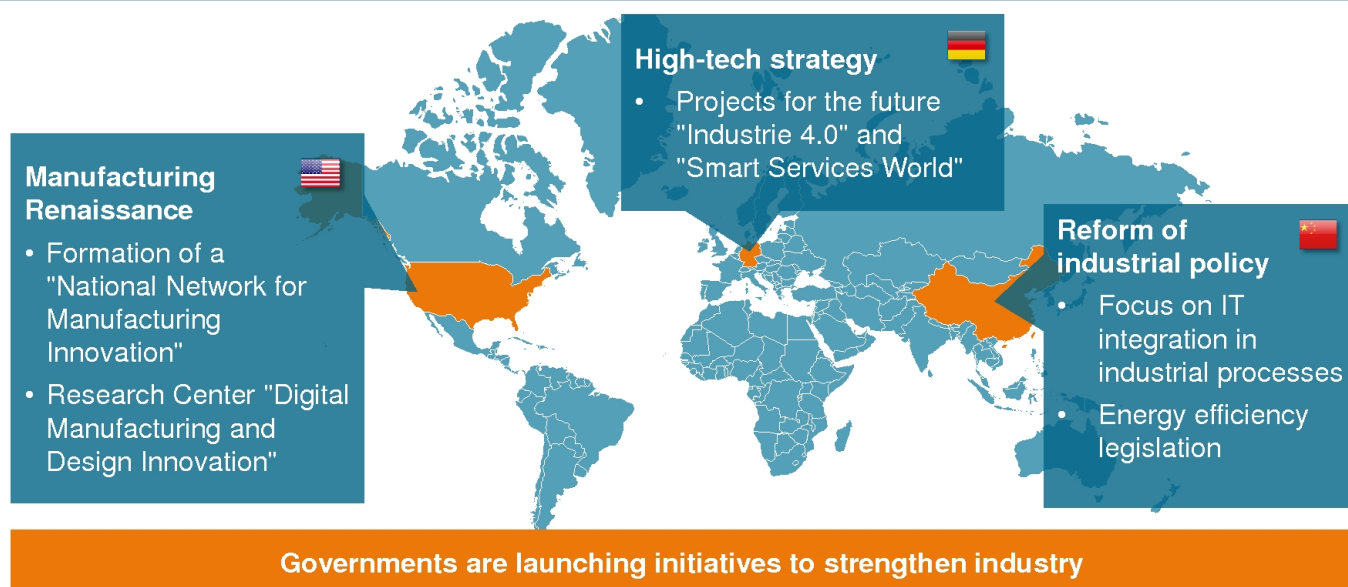 High-tech strategy
• Projects for the future
"Industrie 4.0" and
"Smart Services World"
Manufacturing
Renaissance
• Formation of a
"National Network for
Manufacturing
Innovation"
• Research Center "Digital
Manufacturing and
Design Innovation"
Reform of
industrial policy
• Focus on IT
integration in
industrial processes
• Energy efficiency
legislation
Governments are launching initiatives to strengthen industry